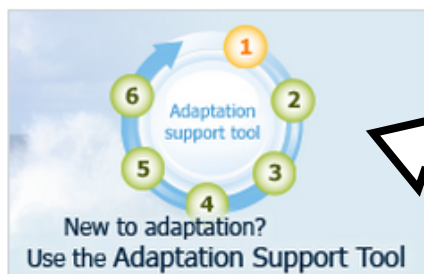 1
6
2
Adaptation
support tool
5
3
4
New to adaptation?
Use the Adaptation Support Tool